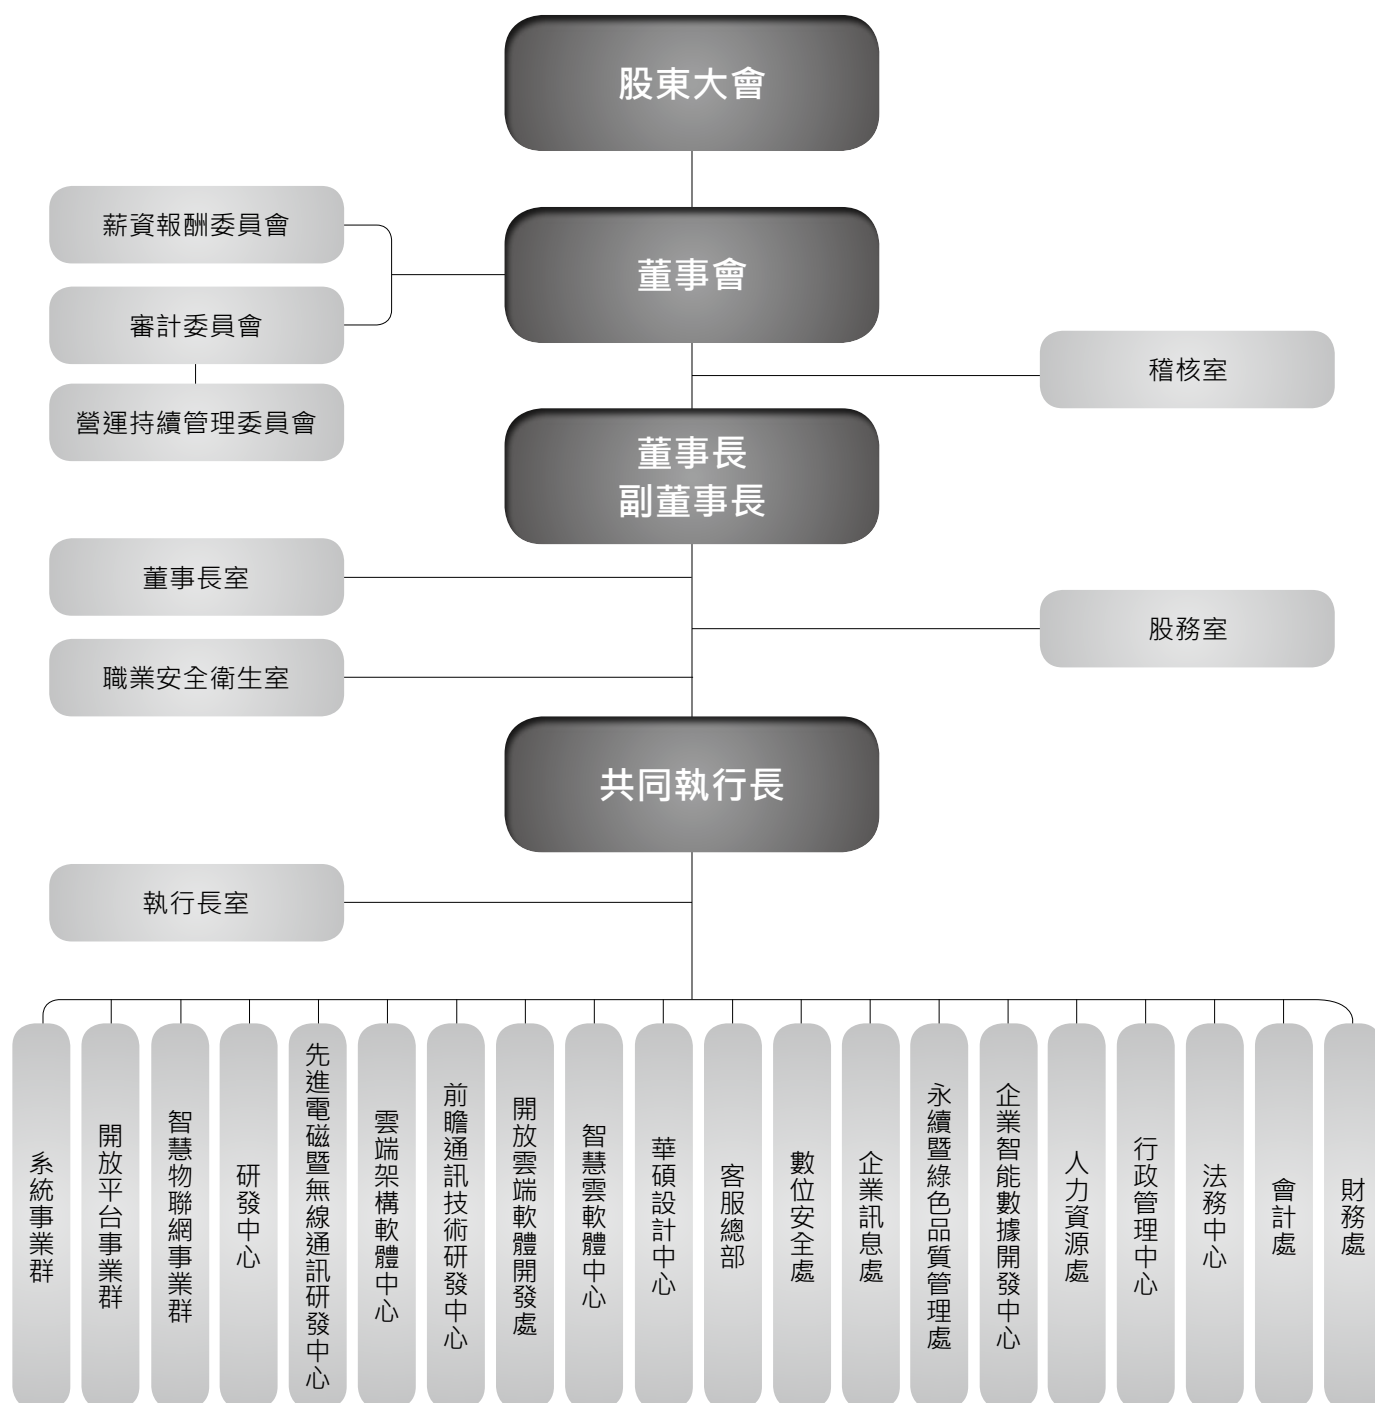 股東大會
薪資報酬委員會
董事會
審計委員會
稽核室
營運持續管理委員會
董事長
副董事長
董事長室
股務室
職業安全衛生室
共同執行長
執行長室
系統事業群
開放平台事業群
智慧物聯網事業群
研發中心
先進電磁暨無線通訊研發中心
雲端架構軟體中心
前瞻通訊技術研發中心
開放雲端軟體開發處
智慧雲軟體中心
華碩設計中心
客服總部
數位安全處
企業訊息處
永續暨綠色品質管理處
企業智能數據開發中心
人力資源處
行政管理中心
法務中心
會計處
財務處